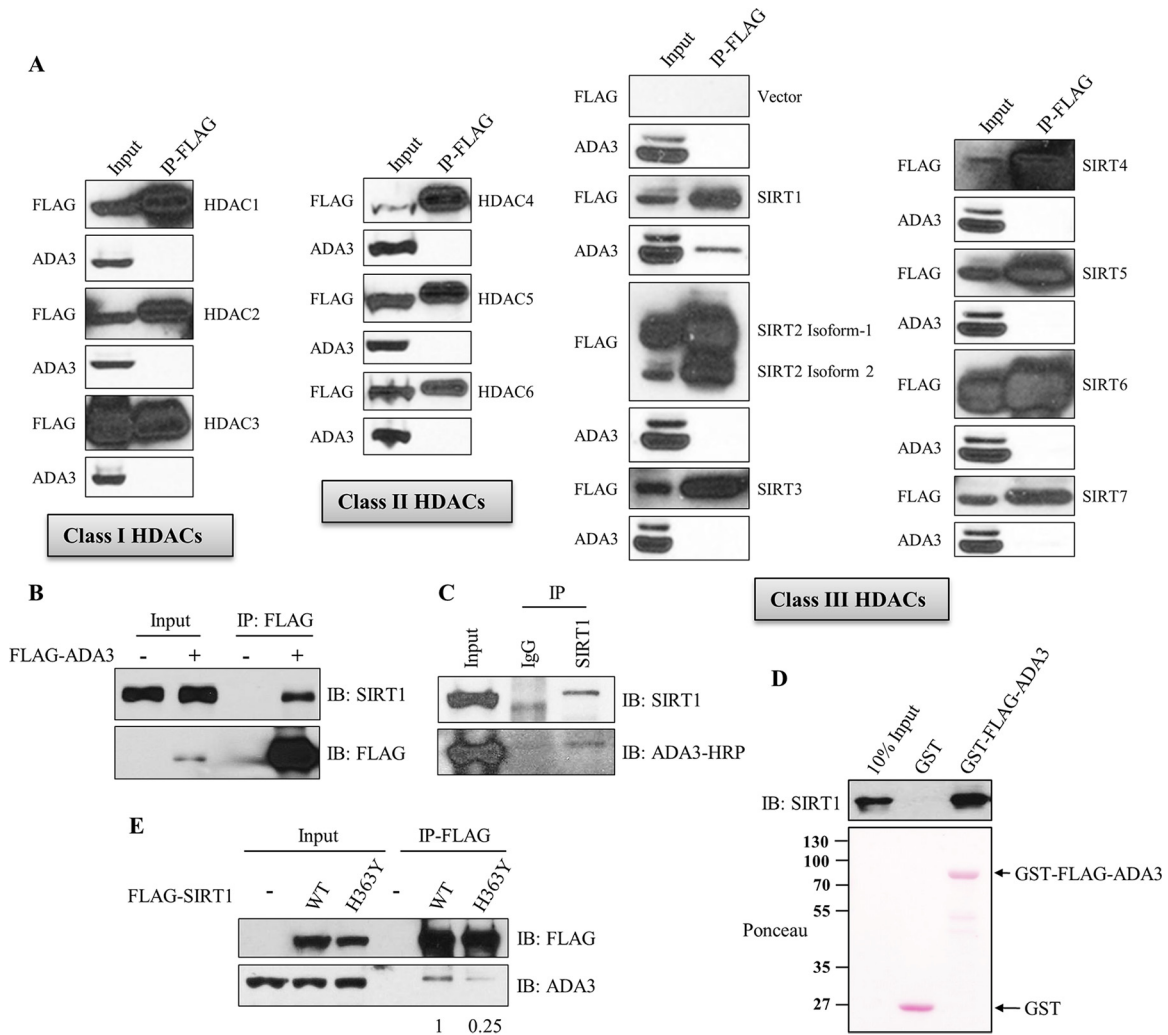 A
Input IP-FLAG
FLAG HDAC1
ADA3
FLAG HDAC2
ADA3
FLAG HDAC3
ADA3
Class I HDACs
Input IP-FLAG
FLAG HDAC4
ADA3
FLAG HDAC5
ADA3
FLAG HDAC6
ADA3
Class II HDACs
Input IP-FLAG
FLAG Vector
ADA3
FLAG SIRT1
ADA3
FLAG SIRT2 Isoform-1
SIRT2 Isoform 2
ADA3
FLAG SIRT3
ADA3
Input IP-FLAG
FLAG SIRT4
ADA3
FLAG SIRT5
ADA3
FLAG SIRT6
ADA3
FLAG SIRT7
ADA3
Class III HDACs
B
Input IP: FLAG
FLAG-ADA3 - + - +
IB: SIRT1
IB: FLAG
C
IP
Input IgG SIRT1
IB: SIRT1
IB: ADA3-HRP
D
10% Input GST GST-FLAG-ADA3
IB: SIRT1
130
100
70
55
35
27
Ponceau
GST-FLAG-ADA3
GST
E
Input IP-FLAG
FLAG-SIRT1 - WT H363Y - WT H363Y
IB: FLAG
IB: ADA3
1 0.25